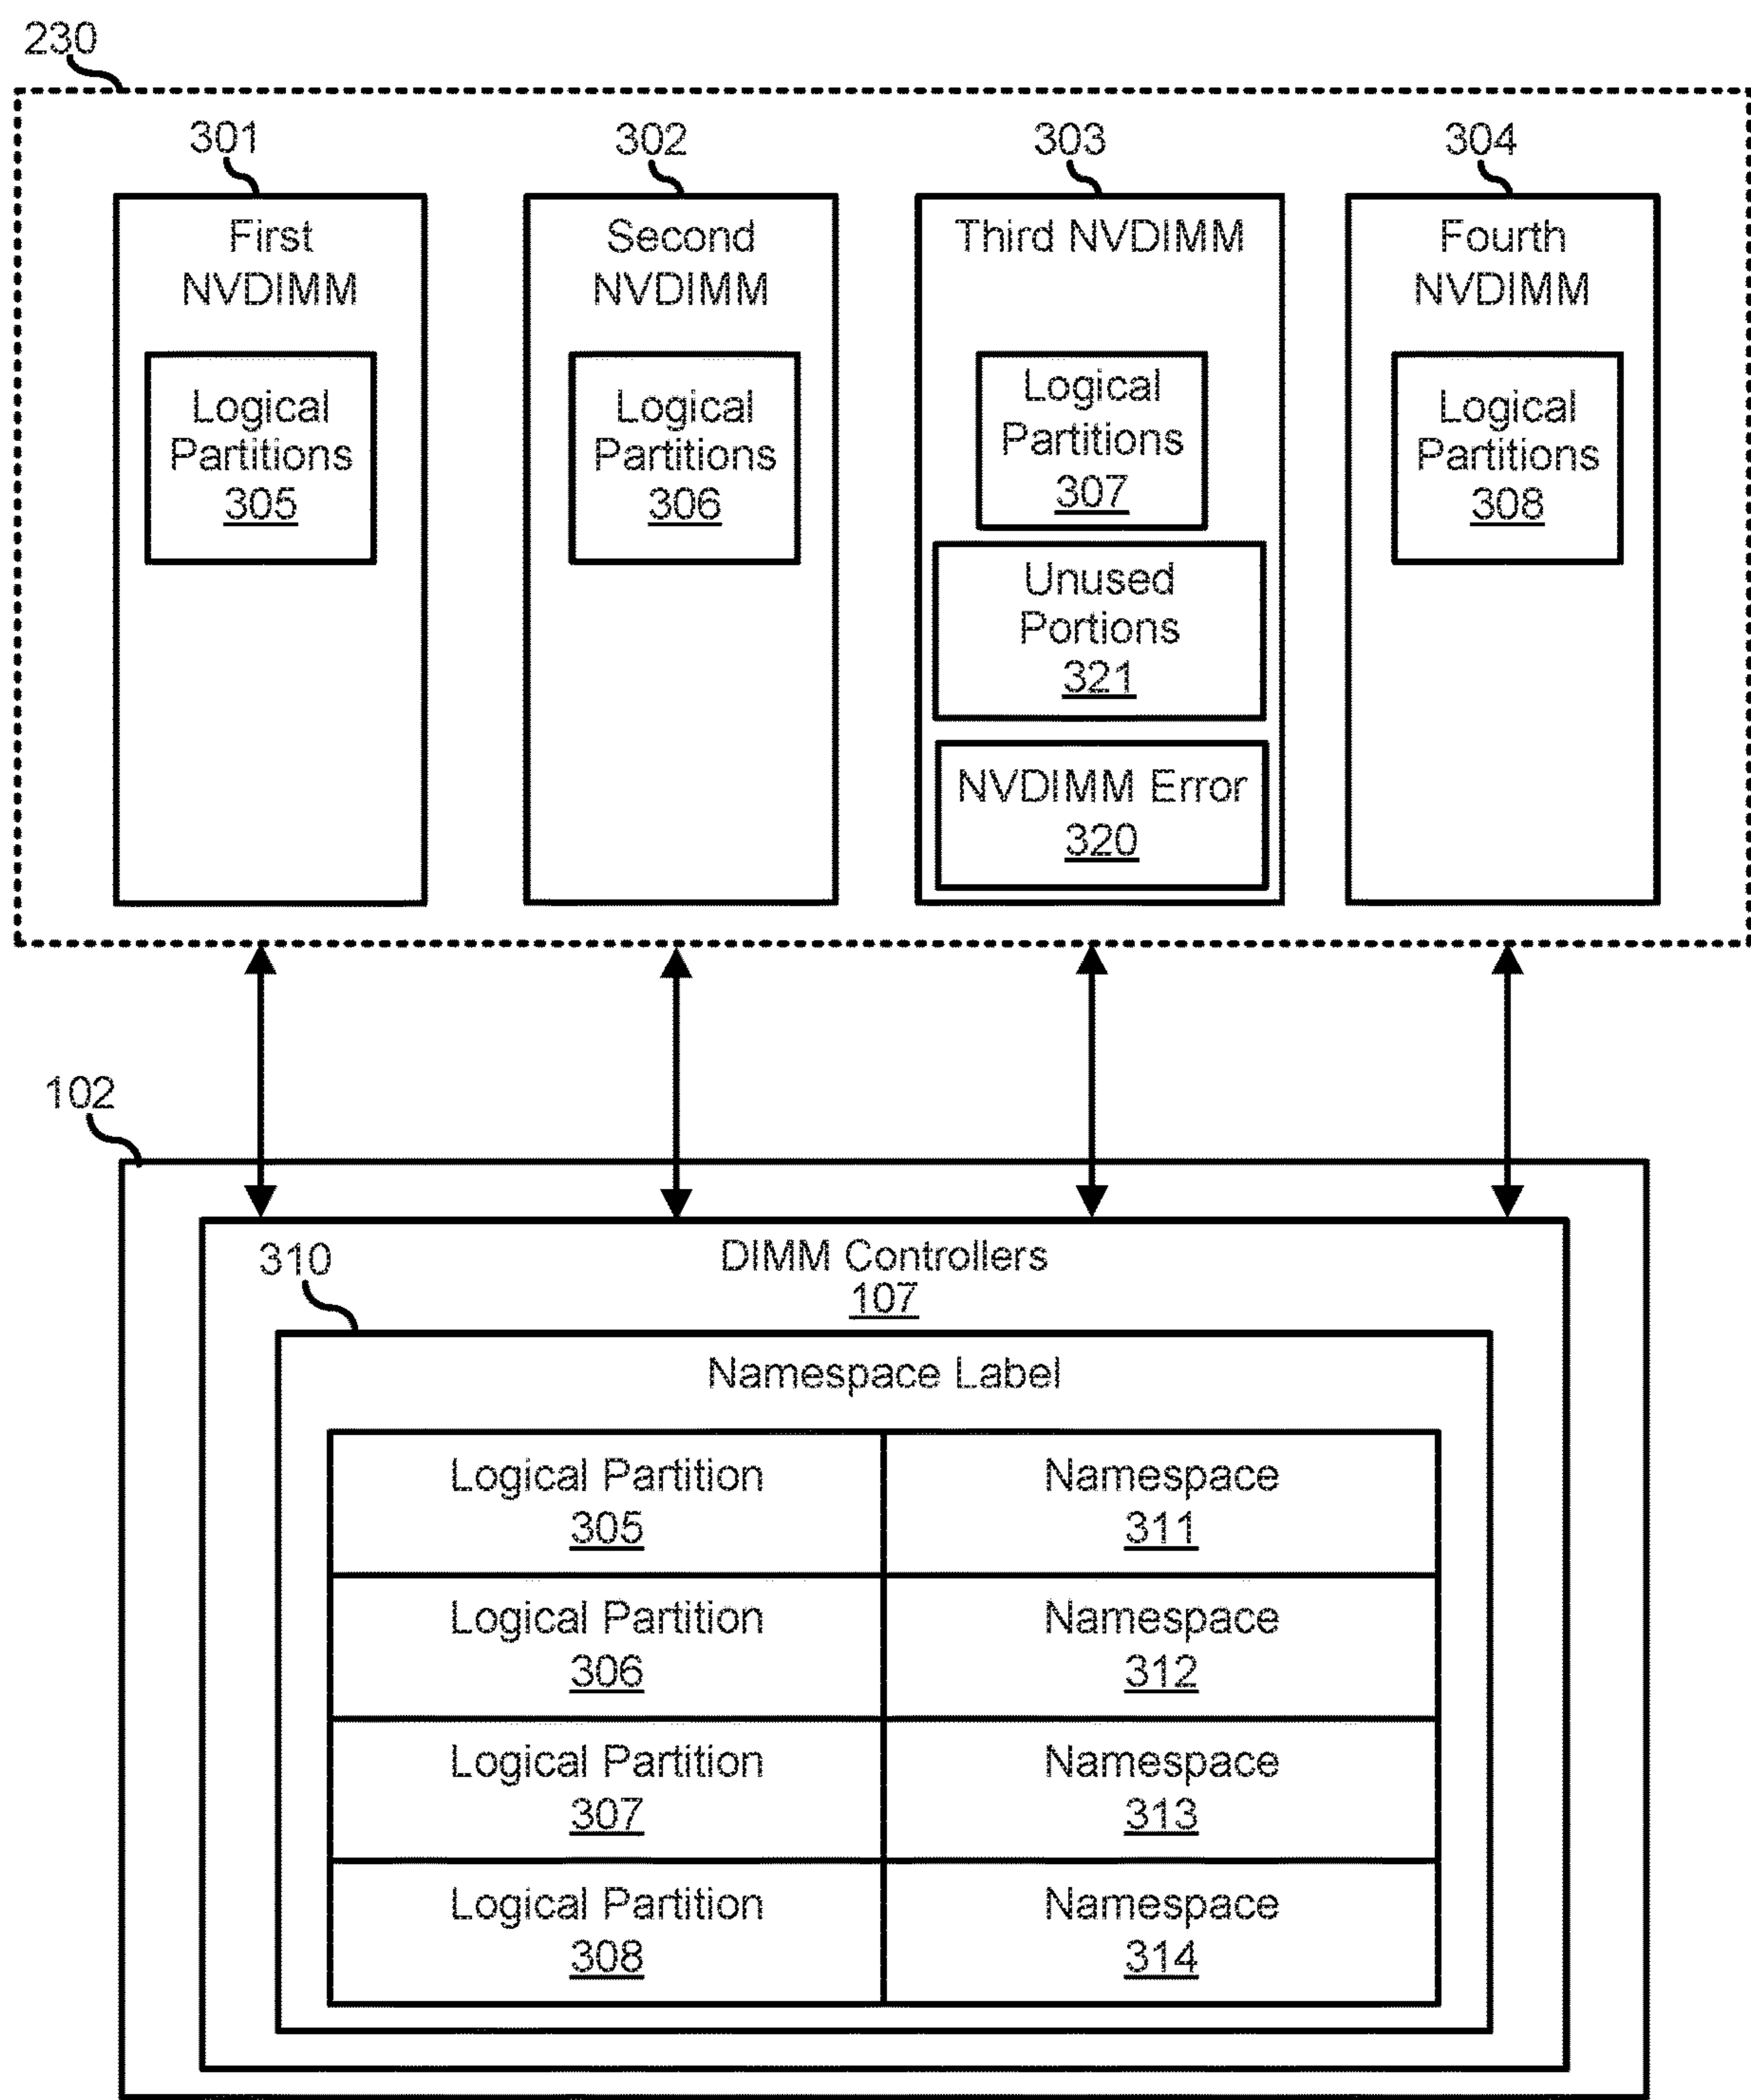 230
301
302
303
304
First
NVDIMM
Second
NVDIMM
Third NVDIMM
Fourth
NVDIMM
Logical
Partitions
305
Logical
Partitions
306
Logical
Partitions
307
Logical
Partitions
308
Unused
Portions
321
NVDIMM Error
320
102
DIMM Controllers
107
310
Namespace Label
Logical Partition
305
Namespace
311
Logical Partition
306
Namespace
312
Logical Partition
307
Namespace
313
Logical Partition
308
Namespace
314